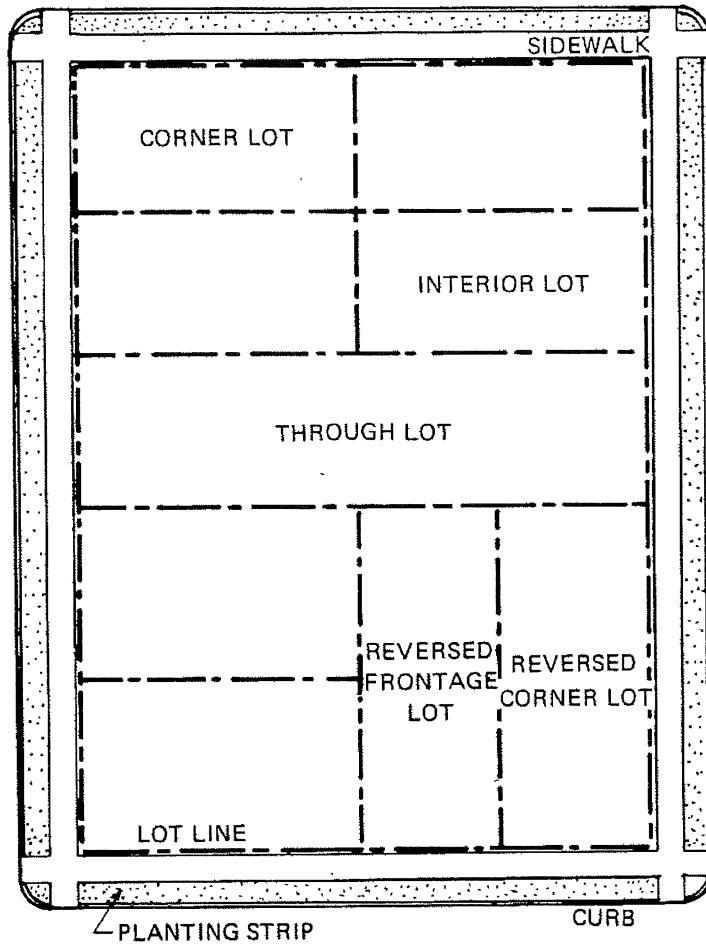 SIDEWALK
CORNER LOT
INTERIOR LOT
THROUGH LOT
REVERSED
FRONTAGE
LOT
REVERSED
CORNER LOT
LOT LINE
PLANTING STRIP
CURB